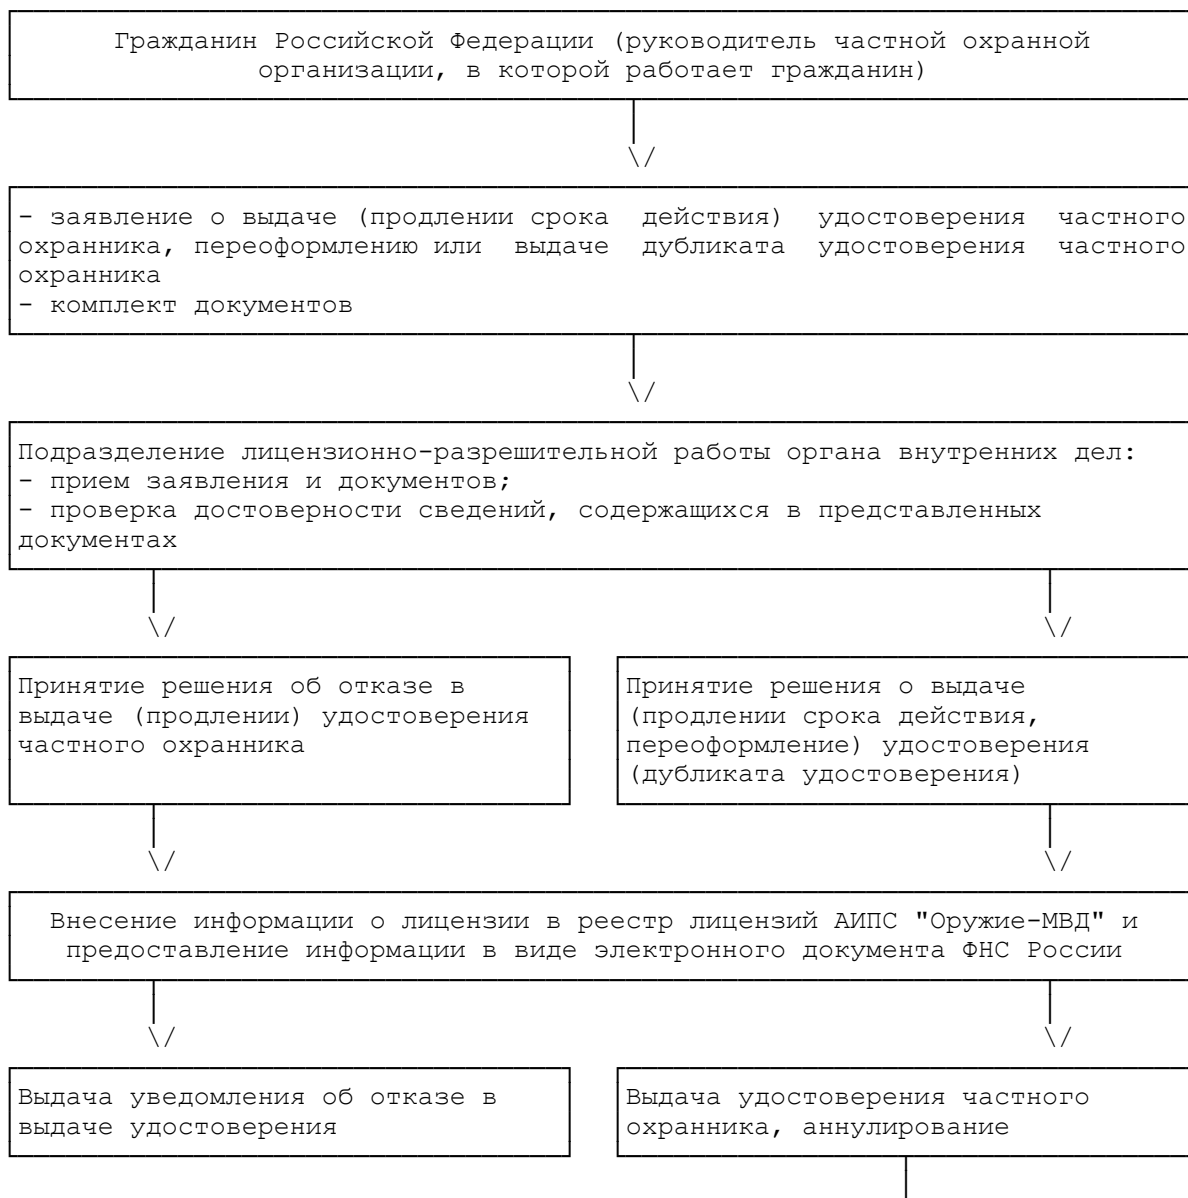 Гражданин Российской Федерации (руководитель частной охранной
организации, в которой работает гражданин)
- заявление о выдаче (продлении срока действия) удостоверения частного
охранника, переоформлению или выдаче дубликата удостоверения частного
охранника
- комплект документов
Подразделение лицензионно-разрешительной работы органа внутренних дел:
- прием заявления и документов;
- проверка достоверности сведений, содержащихся в представленных
документах
Принятие решения об отказе в
выдаче (продлении) удостоверения
частного охранника
Принятие решения о выдаче
(продлении срока действия,
переоформление) удостоверения
(дубликата удостоверения)
Внесение информации о лицензии в реестр лицензий АИПС "Оружие-МВД" и
предоставление информации в виде электронного документа ФНС России
Выдача уведомления об отказе в
выдаче удостоверения
Выдача удостоверения частного
охранника, аннулирование